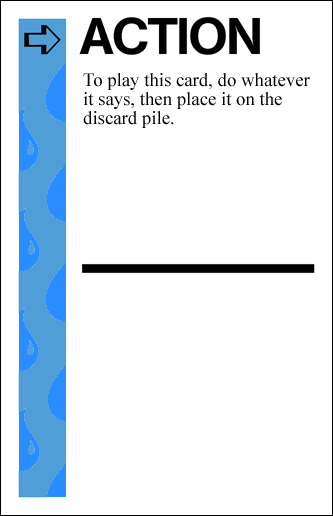 ACTION
To play this card, do whatever
it says, then place it on the
discard pile.